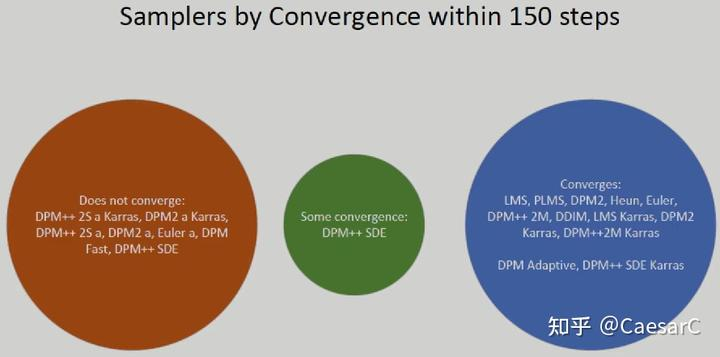 Samplers by Convergence within 150 steps
Does not converge:
DPM++ 2S a Karras, DPM2 a Karras,
DPM++ 2S a, DPM2 a, Euler a, DPM
Fast, DPM++ SDE
Some convergence:
DPM++ SDE
Converges:
LMS, PLMS, DPM2, Heun, Euler,
DPM++ 2M, DDIM, LMS Karras, DPM2
Karras, DPM++2M Karras
DPM Adaptive, DPM++ SDE Karras
知乎 @CaesarC